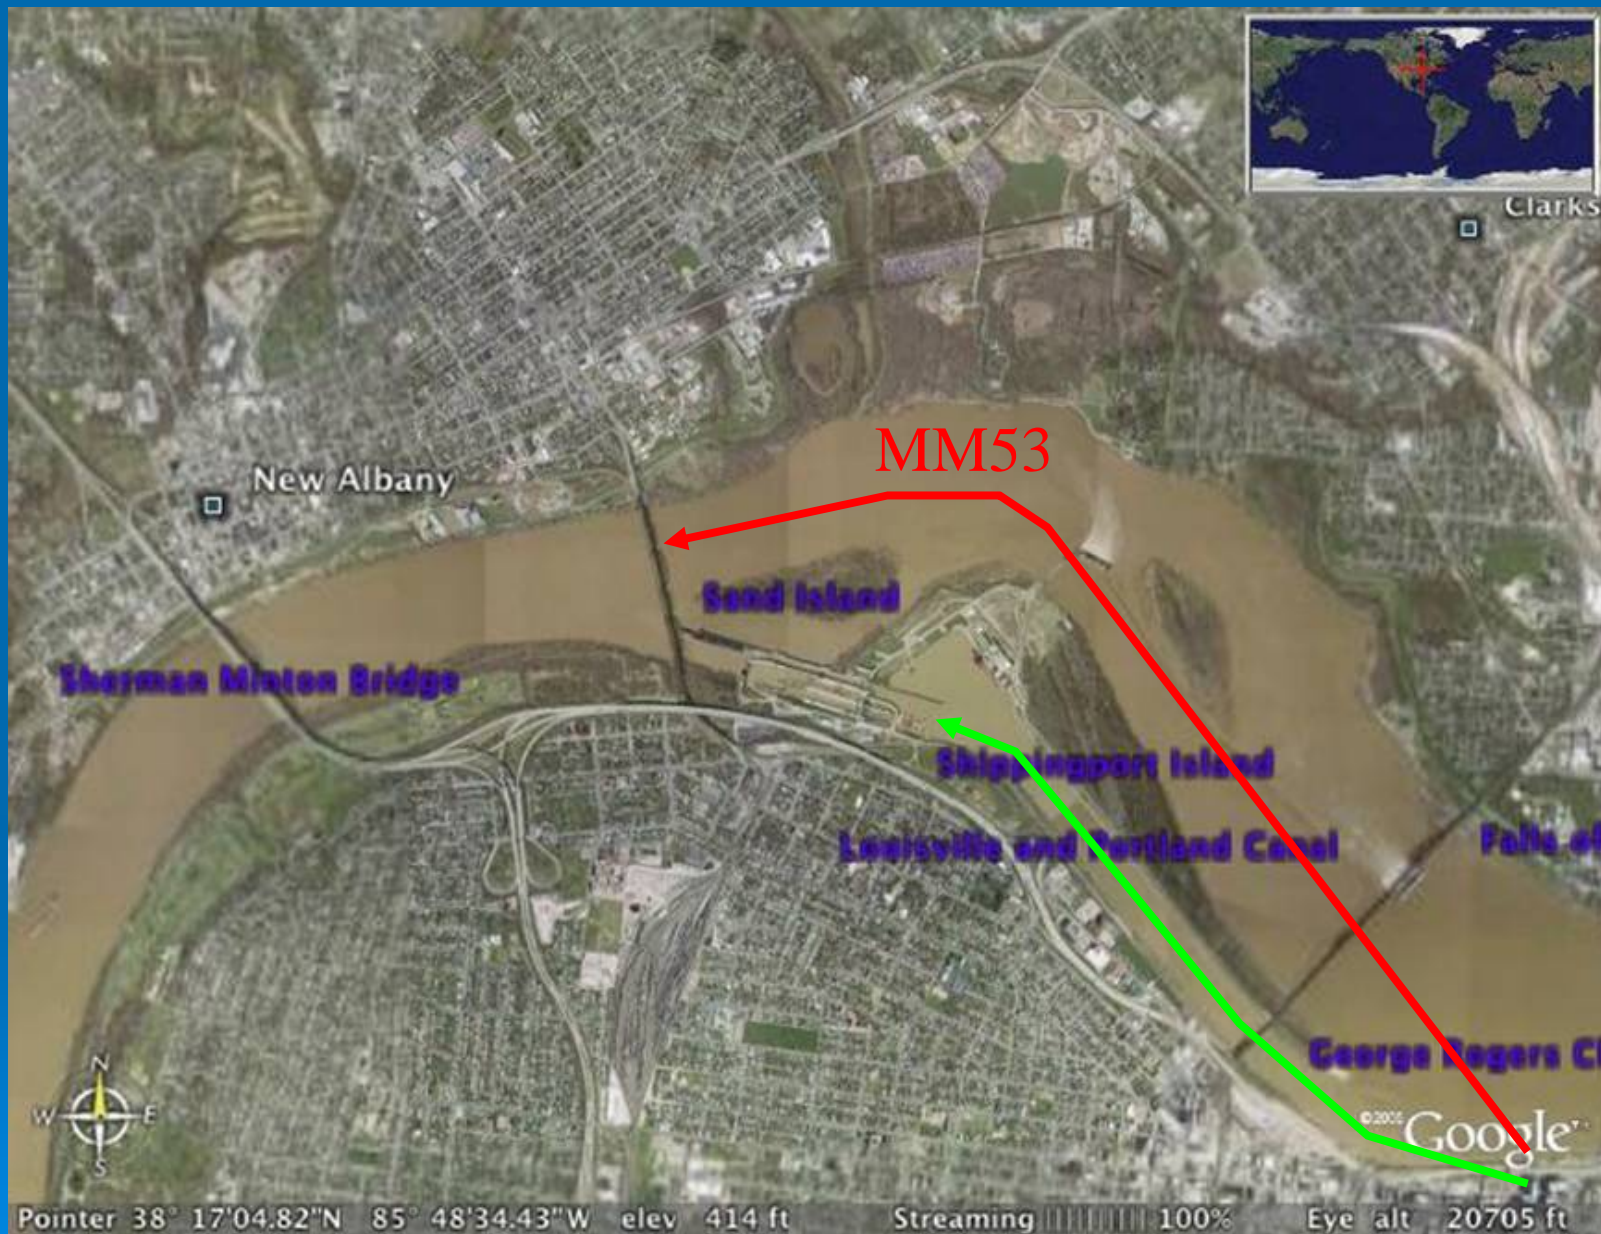 Clarks
MM53
New Albany
Sand Island
Sherman Minton Bridge
Shippingport Island
Louisville and Portland Canal
Falls of
George Rogers Cl
N
W E
S
Google
Pointer 38° 17'04.82"N 85° 48'34.43"W elev 414 ft Streaming 100% Eye alt 20705 ft